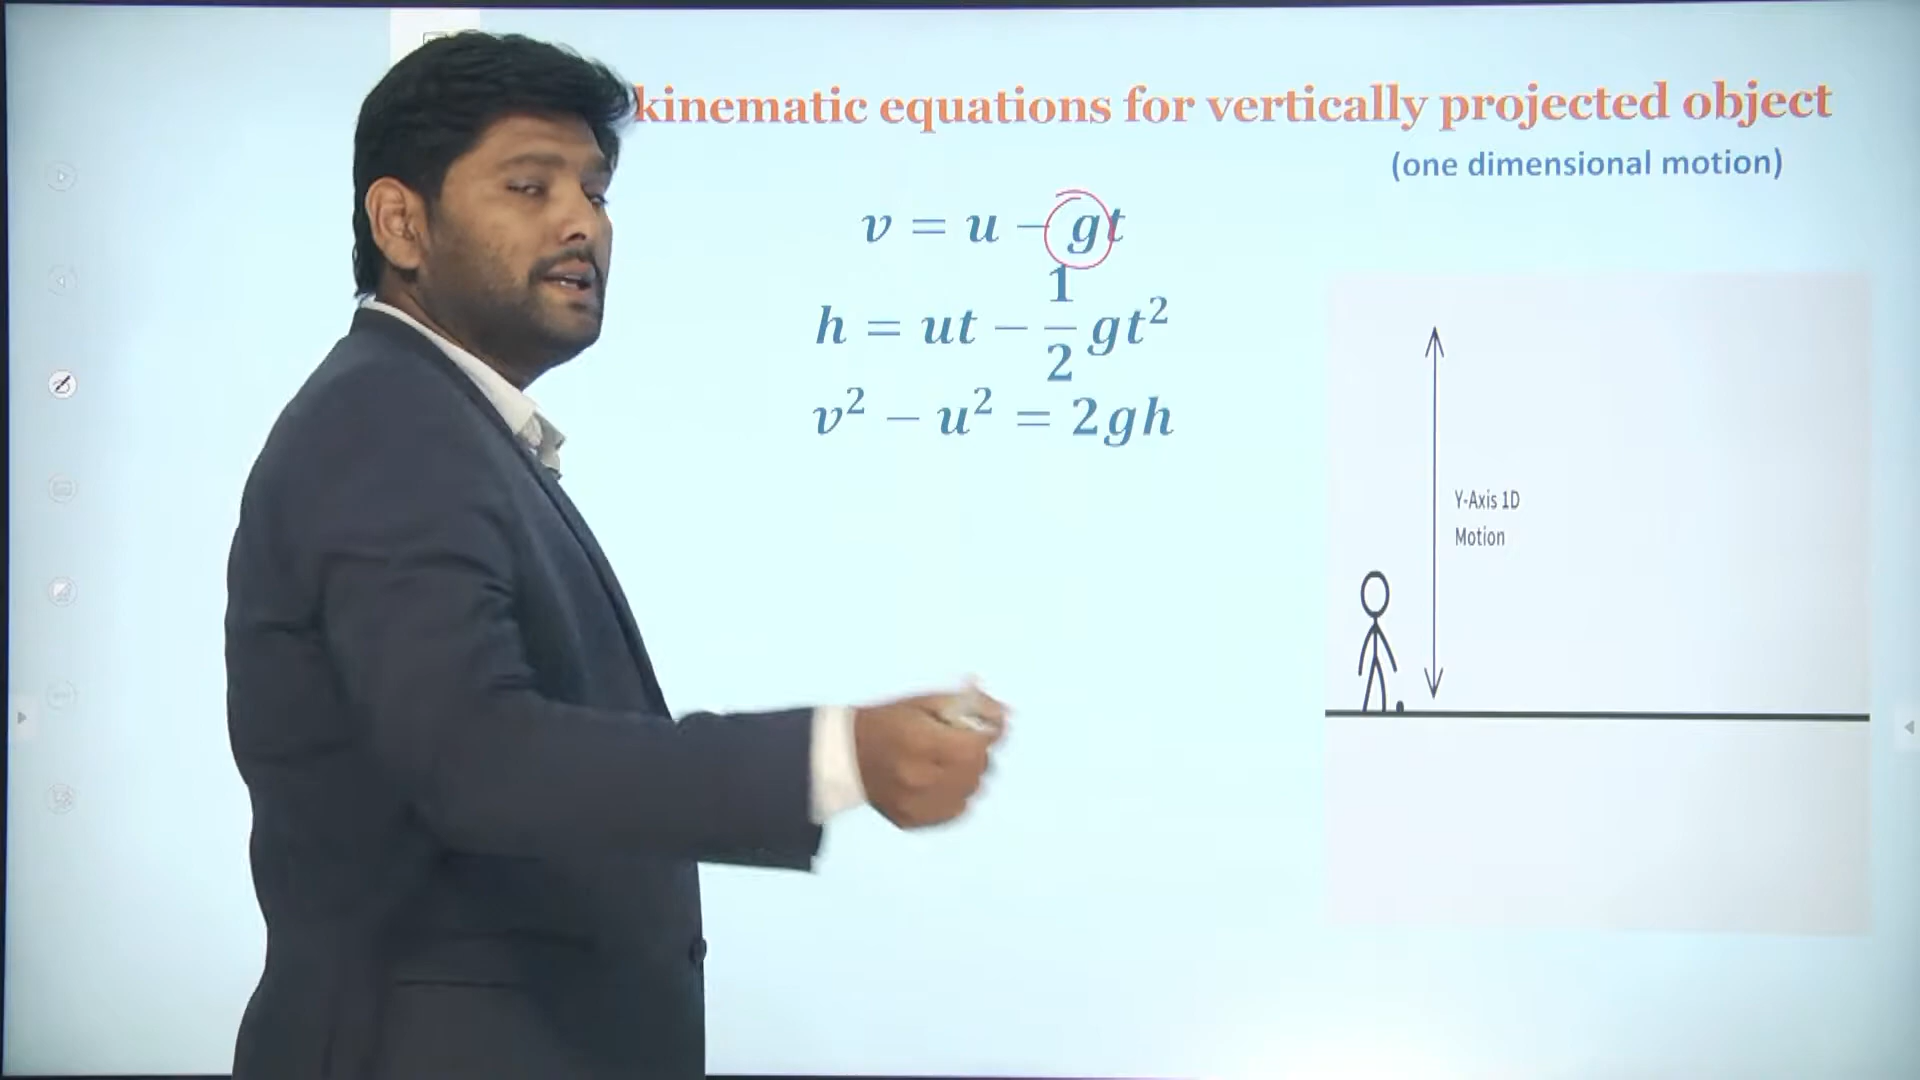 kinematic equations for vertically projected object
(one dimensional motion)
v = u − gt
h = ut − 1/2 gt²
v² − u² = 2gh
Y-Axis 1D
Motion